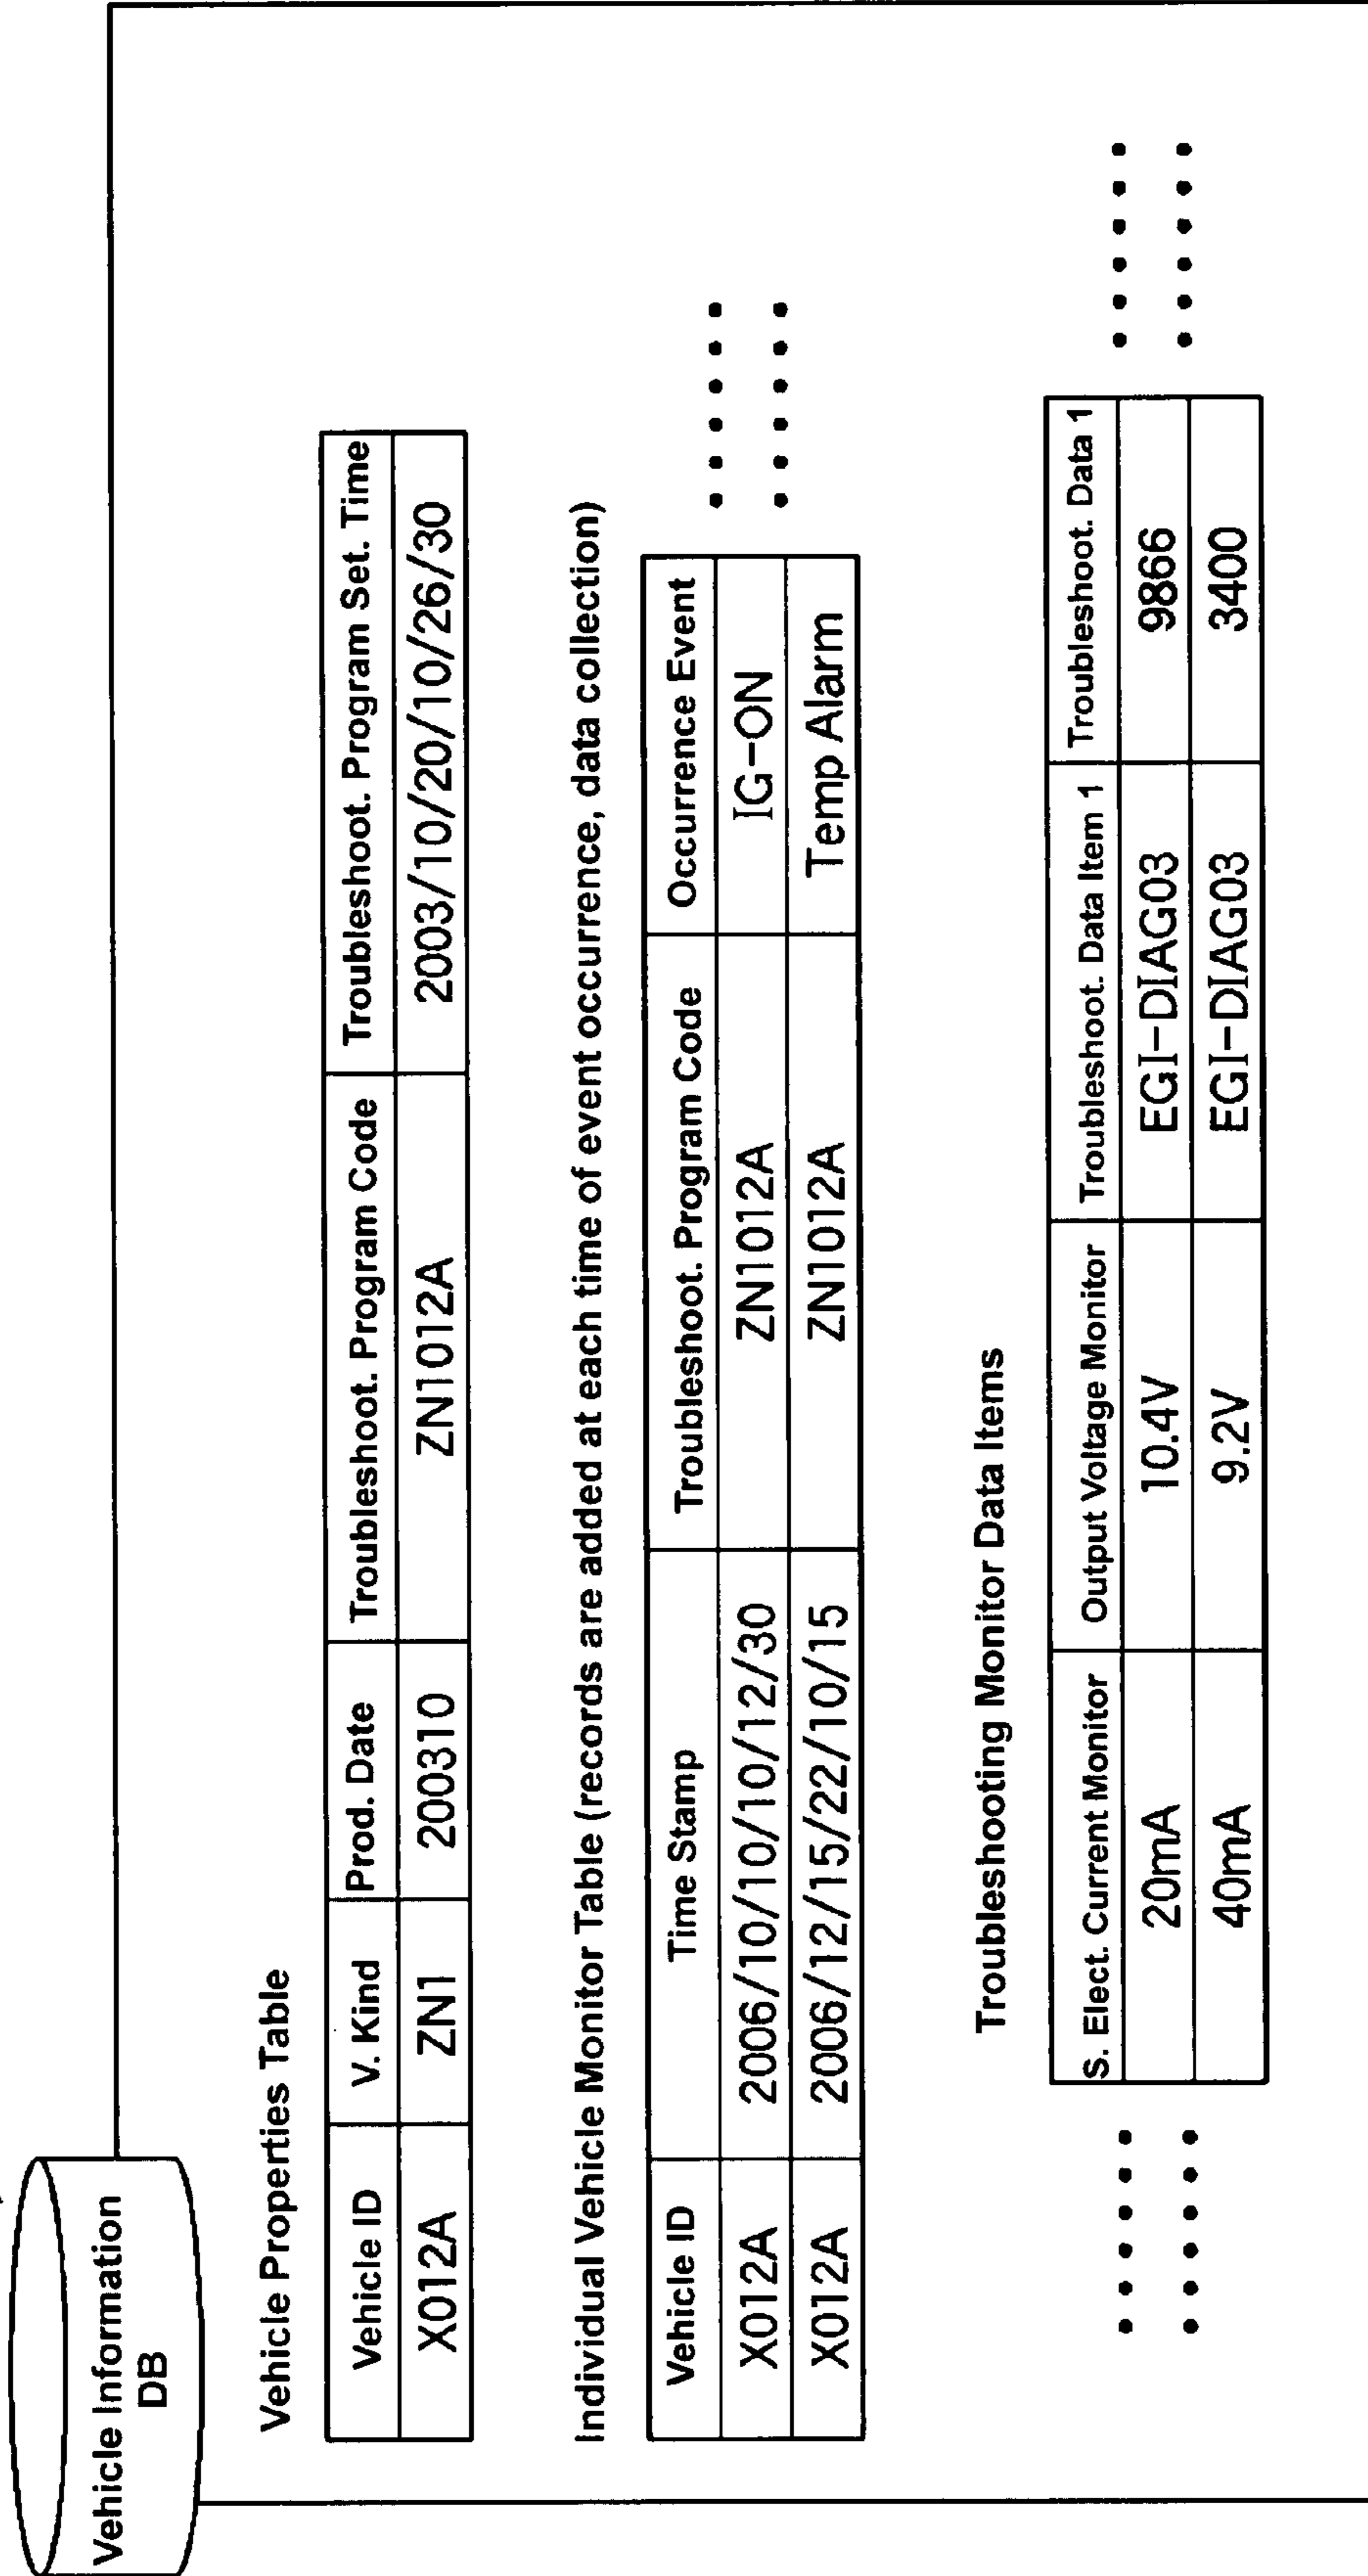 Vehicle Information
DB
Vehicle Properties Table
Vehicle ID V. Kind Prod. Date Troubleshoot. Program Code Troubleshoot. Program Set. Time
X012A ZN1 200310 ZN1012A 2003/10/20/10/26/30
Individual Vehicle Monitor Table (records are added at each time of event occurrence, data collection)
Vehicle ID Time Stamp Troubleshoot. Program Code Occurrence Event
X012A 2006/10/10/10/12/30 ZN1012A IG-ON
X012A 2006/12/15/22/10/15 ZN1012A Temp Alarm
Troubleshooting Monitor Data Items
S. Elect. Current Monitor Output Voltage Monitor Troubleshoot. Data Item 1 Troubleshoot. Data 1
20mA 10.4V EGI-DIAG03 9866
40mA 9.2V EGI-DIAG03 3400